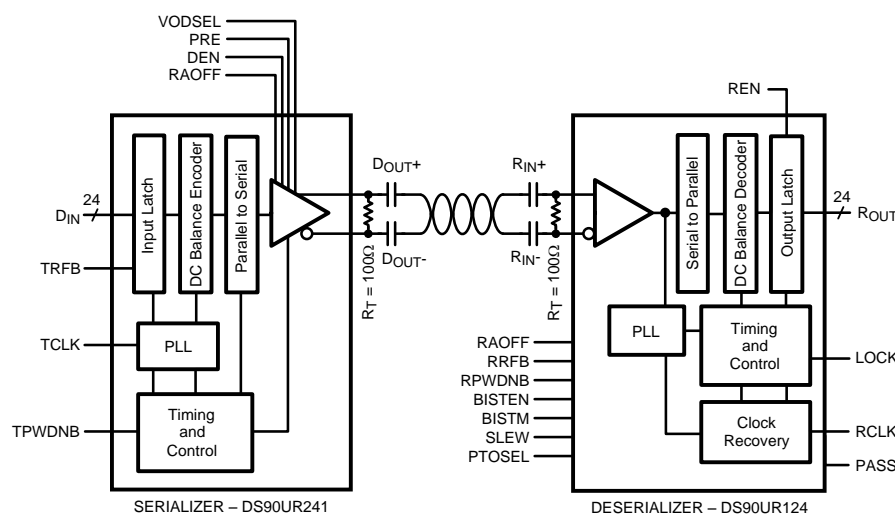 VODSEL
PRE
DEN
RAOFF
REN
DIN
24
TRFB
TCLK
TPWDNB
Input Latch
DC Balance Encoder
Parallel to Serial
PLL
Timing
and
Control
DOUT+
DOUT-
RT = 100Ω
RIN+
RIN-
RT = 100Ω
Serial to Parallel
DC Balance Decoder
Output Latch
24
ROUT
PLL
Timing
and
Control
Clock
Recovery
RAOFF
RRFB
RPWDNB
BISTEN
BISTM
SLEW
PTOSEL
LOCK
RCLK
PASS
SERIALIZER – DS90UR241
DESERIALIZER – DS90UR124